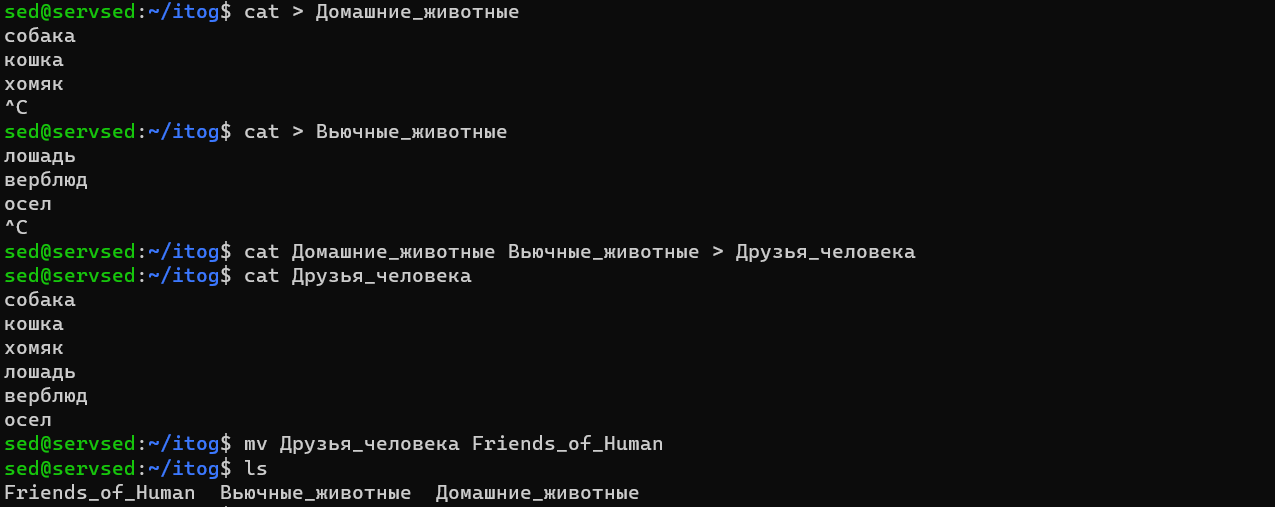 sed@servsed:~/itog$ cat > Домашние_животные
собака
кошка
хомяк
^C
sed@servsed:~/itog$ cat > Вьючные_животные
лошадь
верблюд
осел
^C
sed@servsed:~/itog$ cat Домашние_животные Вьючные_животные > Друзья_человека
sed@servsed:~/itog$ cat Друзья_человека
собака
кошка
хомяк
лошадь
верблюд
осел
sed@servsed:~/itog$ mv Друзья_человека Friends_of_Human
sed@servsed:~/itog$ ls
Friends_of_Human  Вьючные_животные  Домашние_животные